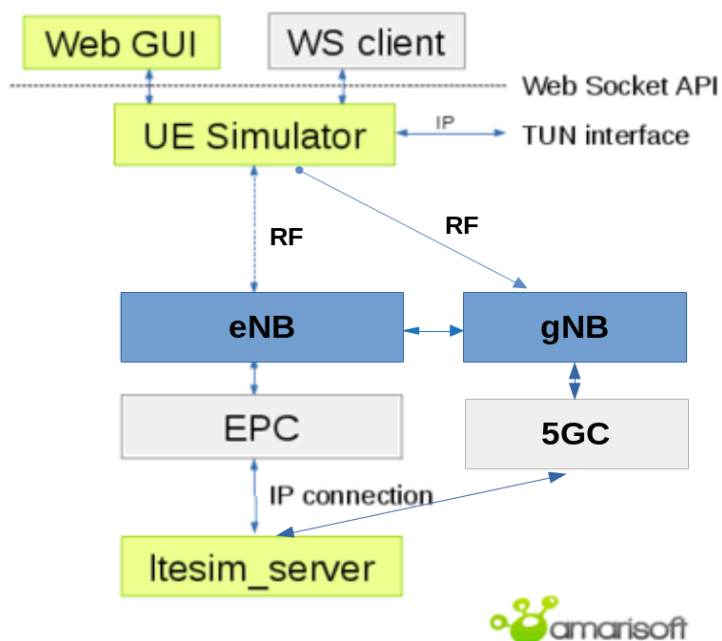 Web GUI
WS client
Web Socket API
UE Simulator
IP
TUN interface
RF
RF
eNB
gNB
EPC
5GC
IP connection
ltesim_server
amarisoft